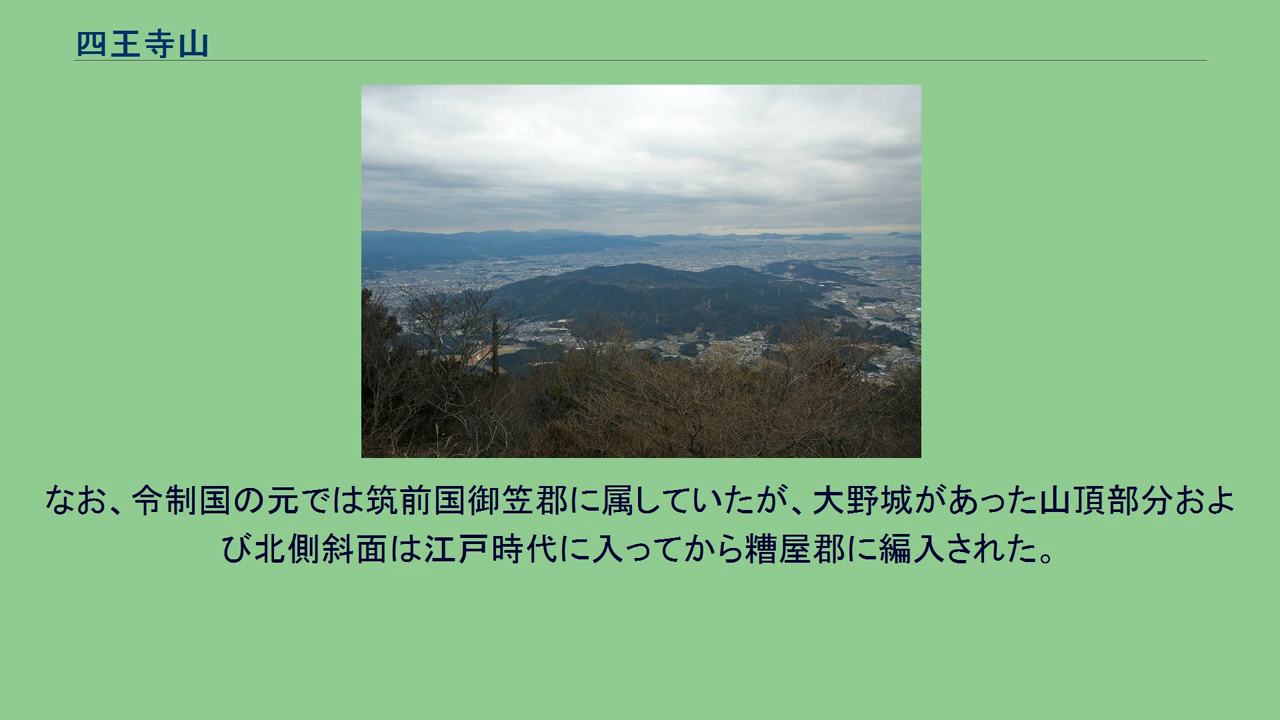 四王寺山
なお、令制国の元では筑前国御笠郡に属していたが、大野城があった山頂部分およ
び北側斜面は江戸時代に入ってから糟屋郡に編入された。